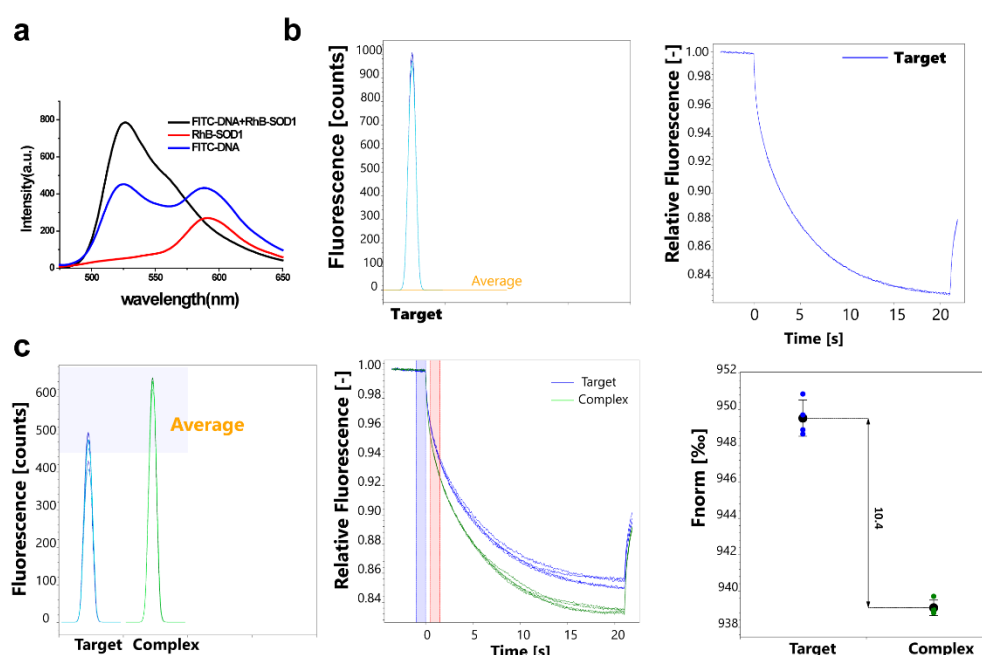 a
800
600
400
200
0
Intensity(a.u.)
FITC-DNA+RhB-SOD1
RhB-SOD1
FITC-DNA
500 550 600 650
wavelength(nm)
b
Fluorescence [counts]
1000
900
800
700
600
500
400
300
200
100
0
Average
Target
Relative Fluorescence [-]
1.00
0.98
0.96
0.94
0.92
0.90
0.88
0.86
0.84
Target
0 5 10 15 20
Time [s]
c
Fluorescence [counts]
600
500
400
300
200
100
0
Average
Target Complex
Relative Fluorescence [-]
1.00
0.98
0.96
0.94
0.92
0.90
0.88
0.86
0.84
Target
Complex
0 5 10 15 20
Time [s]
Fnorm [‰]
952
950
948
946
944
942
940
938
10.4
Target Complex